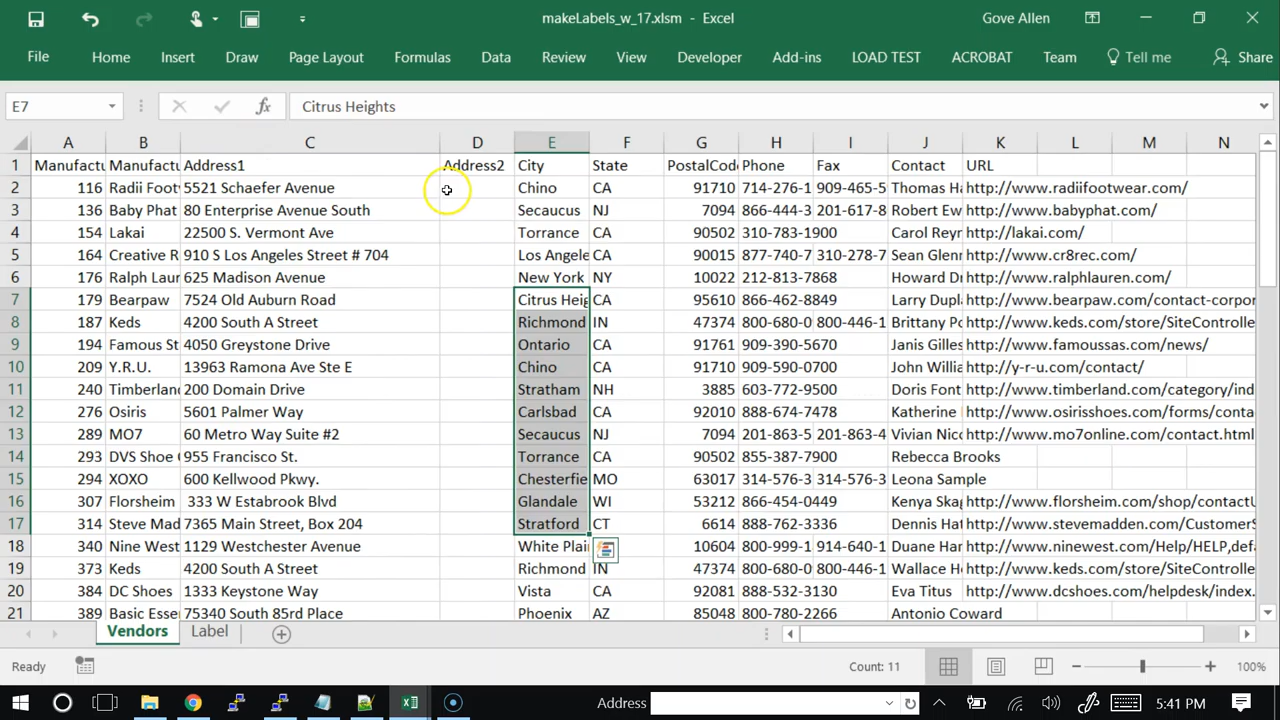 makeLabels_w_17.xlsm - Excel Gove Allen
File Home Insert Draw Page Layout Formulas Data Review View Developer Add-ins LOAD TEST ACROBAT Team Tell me Share
E7 fx Citrus Heights
A B C D E F G H I J K L M N
1 Manufactu Manufactu Address1 Address2 City State PostalCode Phone Fax Contact URL
2 116 Radii Foot 5521 Schaefer Avenue Chino CA 91710 714-276-1 909-465-5 Thomas Ha http://www.radiifootwear.com/
3 136 Baby Phat 80 Enterprise Avenue South Secaucus NJ 7094 866-444-3 201-617-8 Robert Ew http://www.babyphat.com/
4 154 Lakai 22500 S. Vermont Ave Torrance CA 90502 310-783-1900 Carol Reyn http://lakai.com/
5 164 Creative R 910 S Los Angeles Street # 704 Los Angele CA 90015 877-740-7 310-278-7 Sean Glenn http://www.cr8rec.com/
6 176 Ralph Laur 625 Madison Avenue New York NY 10022 212-813-7868 Howard Dr http://www.ralphlauren.com/
7 179 Bearpaw 7524 Old Auburn Road Citrus Heig CA 95610 866-462-8849 Larry Dupla http://www.bearpaw.com/contact-corpor
8 187 Keds 4200 South A Street Richmond IN 47374 800-680-0 800-446-1 Brittany Po http://www.keds.com/store/SiteControlle
9 194 Famous St 4050 Greystone Drive Ontario CA 91761 909-390-5670 Janis Gilles http://www.famoussas.com/news/
10 209 Y.R.U. 13963 Ramona Ave Ste E Chino CA 91710 909-590-0700 John Willia http://y-r-u.com/contact/
11 240 Timberland 200 Domain Drive Stratham NH 3885 603-772-9500 Doris Font http://www.timberland.com/category/ind
12 276 Osiris 5601 Palmer Way Carlsbad CA 92010 888-674-7478 Katherine http://www.osirisshoes.com/forms/conta
13 289 MO7 60 Metro Way Suite #2 Secaucus NJ 7094 201-863-5 201-863-4 Vivian Nicc http://www.mo7online.com/contact.html
14 293 DVS Shoe C 955 Francisco St. Torrance CA 90502 855-387-7900 Rebecca Brooks
15 294 XOXO 600 Kellwood Pkwy. Chesterfie MO 63017 314-576-3 314-576-3 Leona Sample
16 307 Florsheim 333 W Estabrook Blvd Glandale WI 53212 866-454-0449 Kenya Skag http://www.florsheim.com/shop/contactU
17 314 Steve Mad 7365 Main Street, Box 204 Stratford CT 6614 888-762-3336 Dennis Hat http://www.stevemadden.com/CustomerS
18 340 Nine West 1129 Westchester Avenue White Plai 10604 800-999-1 914-640-1 Duane Har http://www.ninewest.com/Help/HELP,defa
19 373 Keds 4200 South A Street Richmond IN 47374 800-680-0 800-446-1 Wallace Ho http://www.keds.com/store/SiteControlle
20 384 DC Shoes 1333 Keystone Way Vista CA 92081 888-532-3130 Eva Titus http://www.dcshoes.com/helpdesk/index.
21 389 Basic Esse 75340 South 83rd Place Phoenix AZ 85048 800-780-2266 Antonio Coward
Vendors Label
Ready Count: 11 100%
Address 5:41 PM